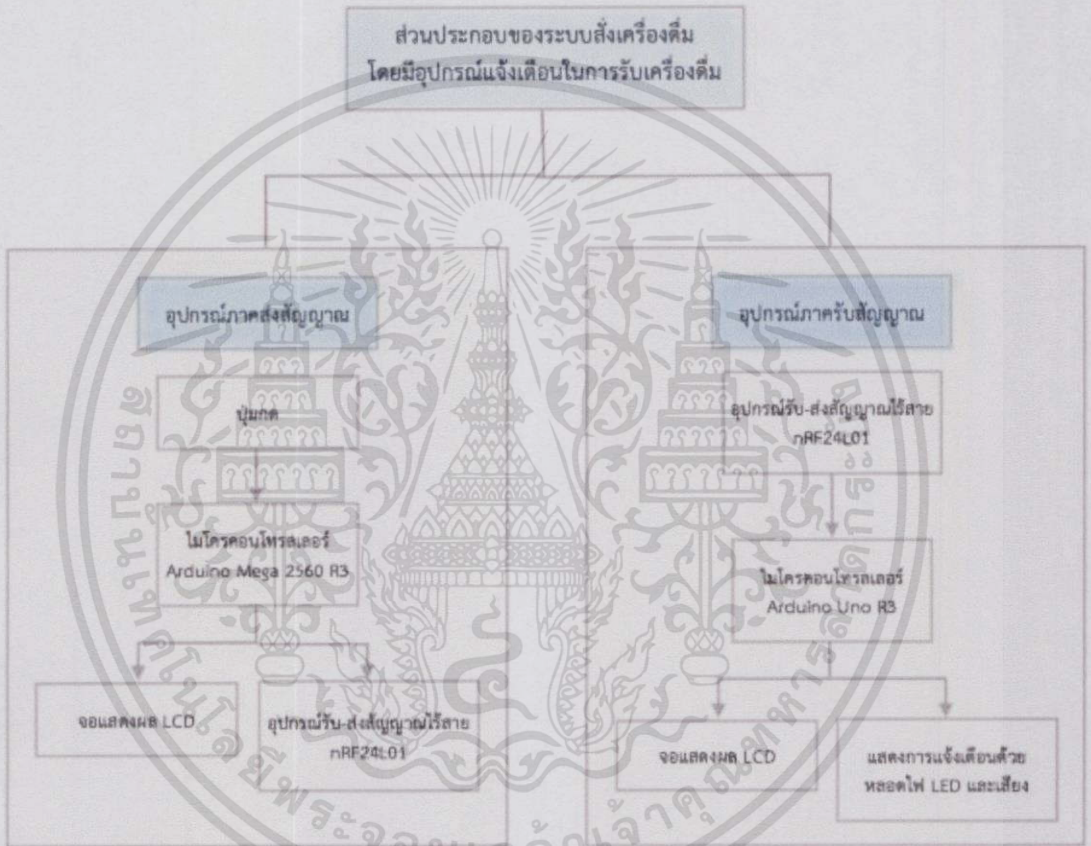 ส่วนประกอบของระบบสั่งเครื่องดื่ม
โดยมีอุปกรณ์แจ้งเตือนในการรับเครื่องดื่ม
อุปกรณ์ภาคส่งสัญญาณ
ปุ่มกด
ไมโครคอนโทรลเลอร์
Arduino Mega 2560 R3
จอแสดงผล LCD
อุปกรณ์รับ-ส่งสัญญาณไร้สาย
nRF24L01
อุปกรณ์ภาครับสัญญาณ
อุปกรณ์รับ-ส่งสัญญาณไร้สาย
nRF24L01
ไมโครคอนโทรลเลอร์
Arduino Uno R3
จอแสดงผล LCD
แสดงการแจ้งเตือนด้วย
หลอดไฟ LED และเสียง